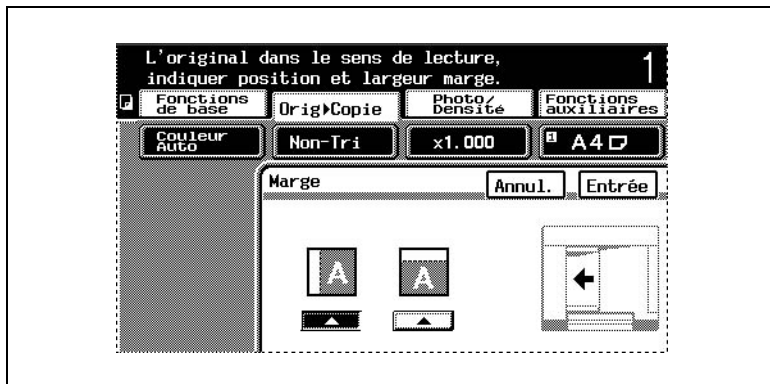 L'original dans le sens de lecture,
indiquer position et largeur marge.
1
Fonctions
de base
Orig▸Copie
Photo/
Densité
Fonctions
auxiliaires
Couleur
Auto
Non-Tri
x1.000
1 A4
Marge
Annul.
Entrée
A
A